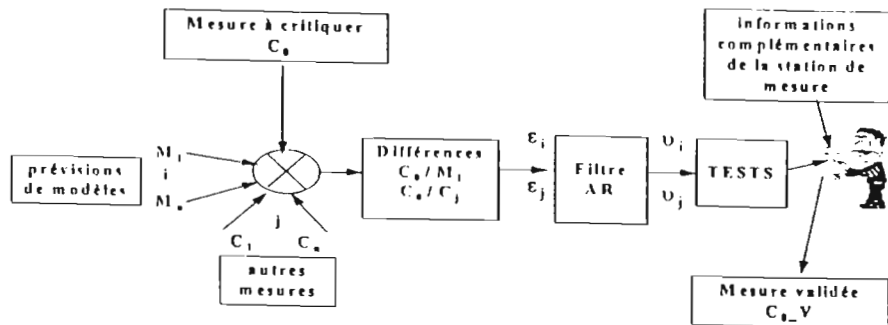 Mesure à critiquer
C₀
informations
complémentaires
de la station de
mesure
prévisions
de modèles
M₁
i
Mₙ
C₁
j
Cₙ
autres
mesures
Différences
C₀ / Mᵢ
C₀ / Cⱼ
εᵢ
εⱼ
Filtre
AR
υᵢ
υⱼ
TESTS
Mesure validée
C₀_V